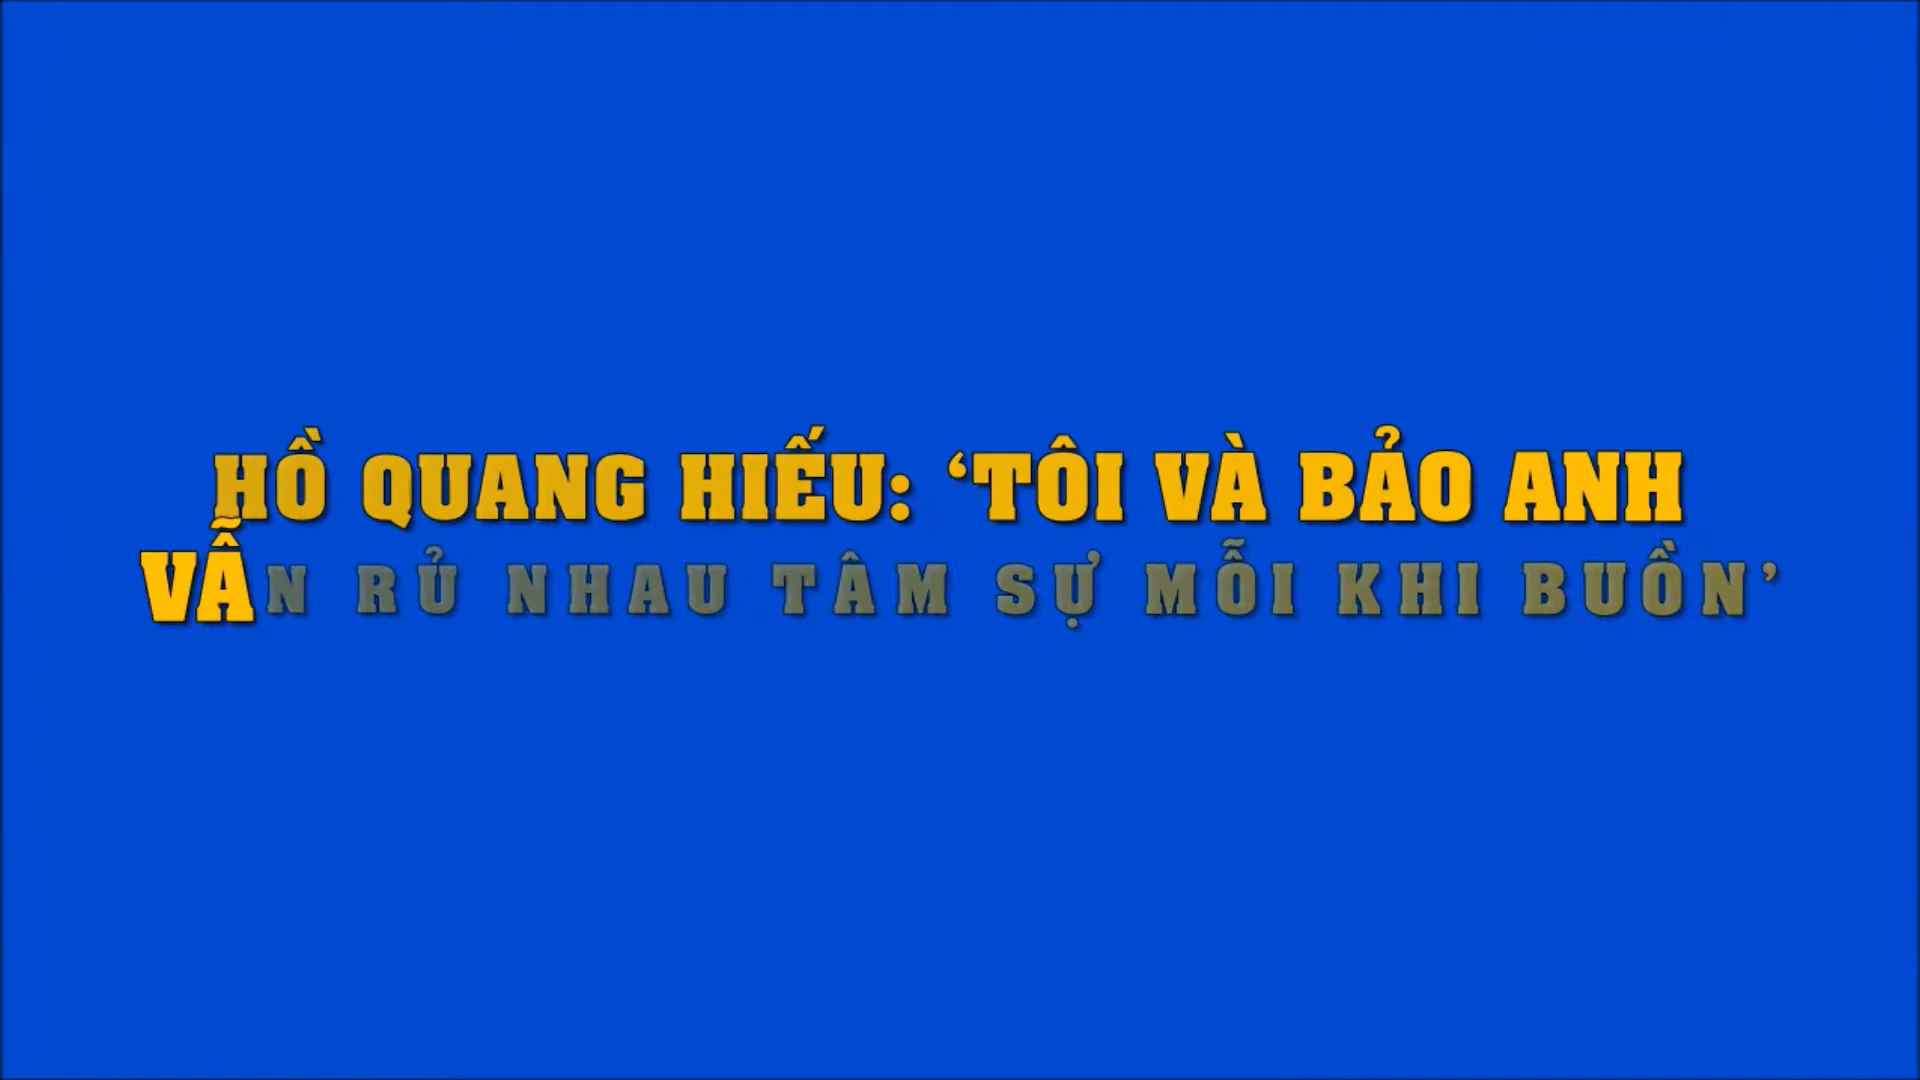 HỒ QUANG HIẾU: ‘TÔI VÀ BẢO ANH
VẪN RỦ NHAU TÂM SỰ MỖI KHI BUỒN’